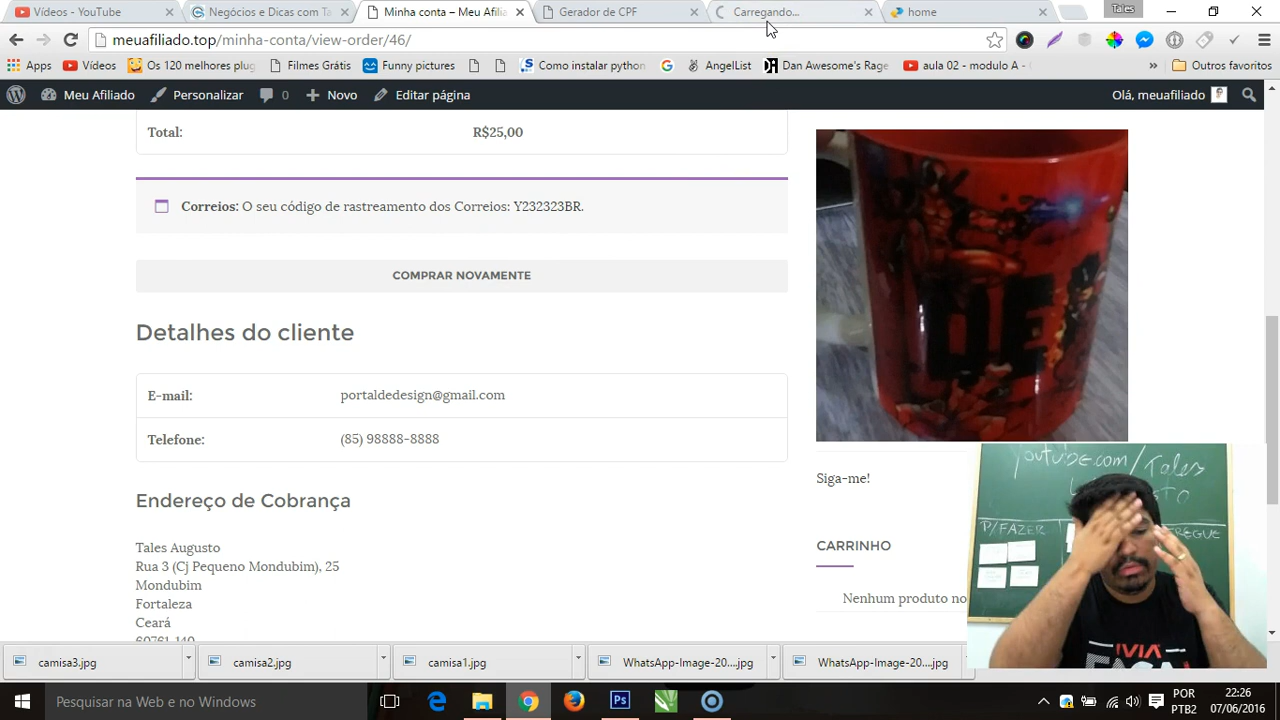 Vídeos - YouTube
Negócios e Dicas com T
Minha conta – Meu Afilia
Gerador de CPF
Carregando...
home
Tales
meuafiliado.top/minha-conta/view-order/46/
Apps
Vídeos
Os 120 melhores plug
Filmes Grátis
Funny pictures
Como instalar python
AngelList
Dan Awesome's Rage
aula 02 - modulo A -
Outros favoritos
Meu Afiliado
Personalizar
0
Novo
Editar página
Olá, meuafiliado
Total:
R$25,00
Correios: O seu código de rastreamento dos Correios: Y232323BR.
COMPRAR NOVAMENTE
Detalhes do cliente
E-mail:
portaldedesign@gmail.com
Telefone:
(85) 98888-8888
Endereço de Cobrança
Tales Augusto
Rua 3 (Cj Pequeno Mondubim), 25
Mondubim
Fortaleza
Ceará
60761-140
Siga-me!
CARRINHO
Nenhum produto no
youtube.com/Tales
P/FAZER
camisa3.jpg
camisa2.jpg
camisa1.jpg
WhatsApp-Image-20....jpg
WhatsApp-Image-20....jpg
Pesquisar na Web e no Windows
POR
PTB2
22:26
07/06/2016